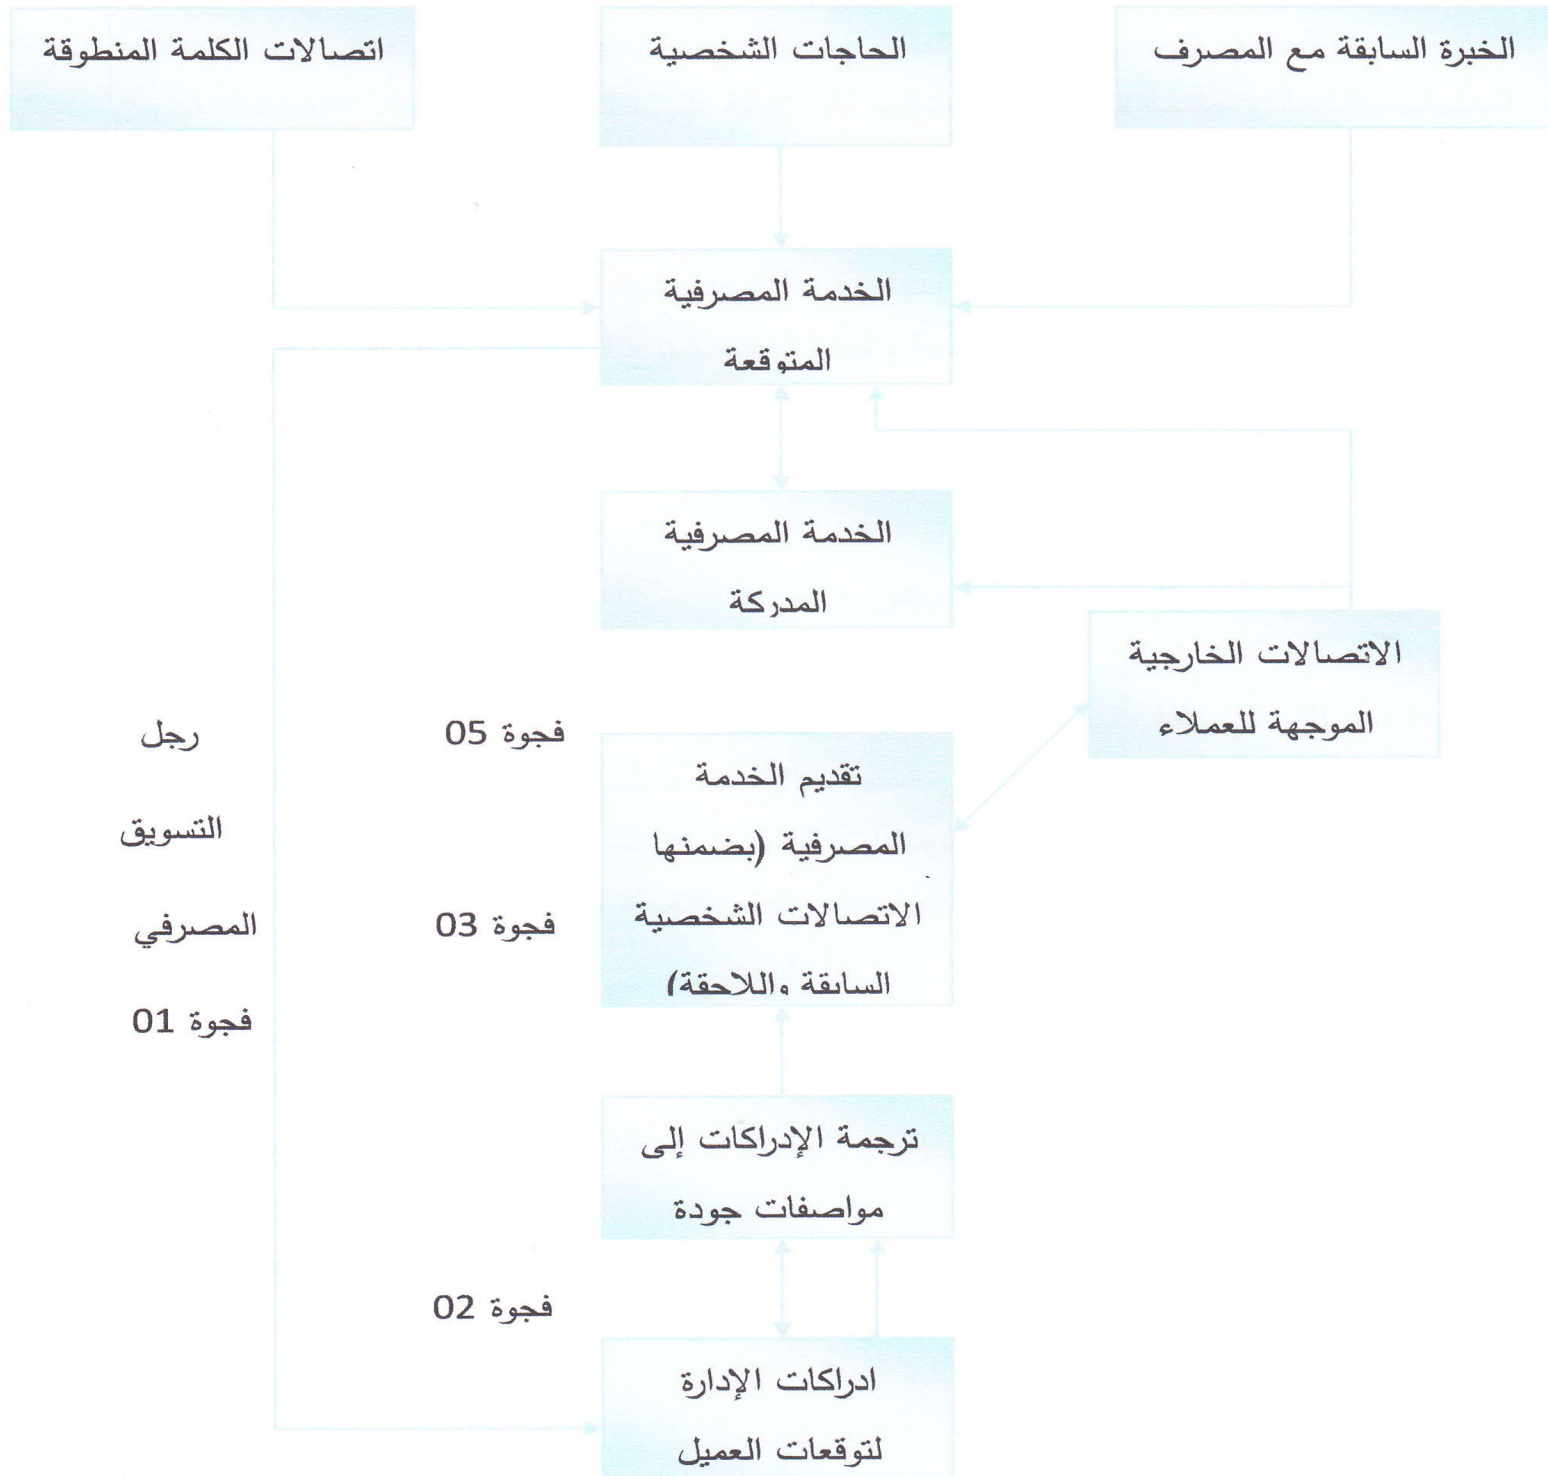 الخبرة السابقة مع المصرف
الحاجات الشخصية
اتصالات الكلمة المنطوقة
الخدمة المصرفية
المتوقعة
الخدمة المصرفية
المدركة
الاتصالات الخارجية
الموجهة للعملاء
تقديم الخدمة
المصرفية (بضمنها
الاتصالات الشخصية
السابقة واللاحقة)
فجوة 05
فجوة 03
رجل
التسويق
المصرفي
فجوة 01
ترجمة الإدراكات إلى
مواصفات جودة
فجوة 02
ادراكات الإدارة
لتوقعات العميل